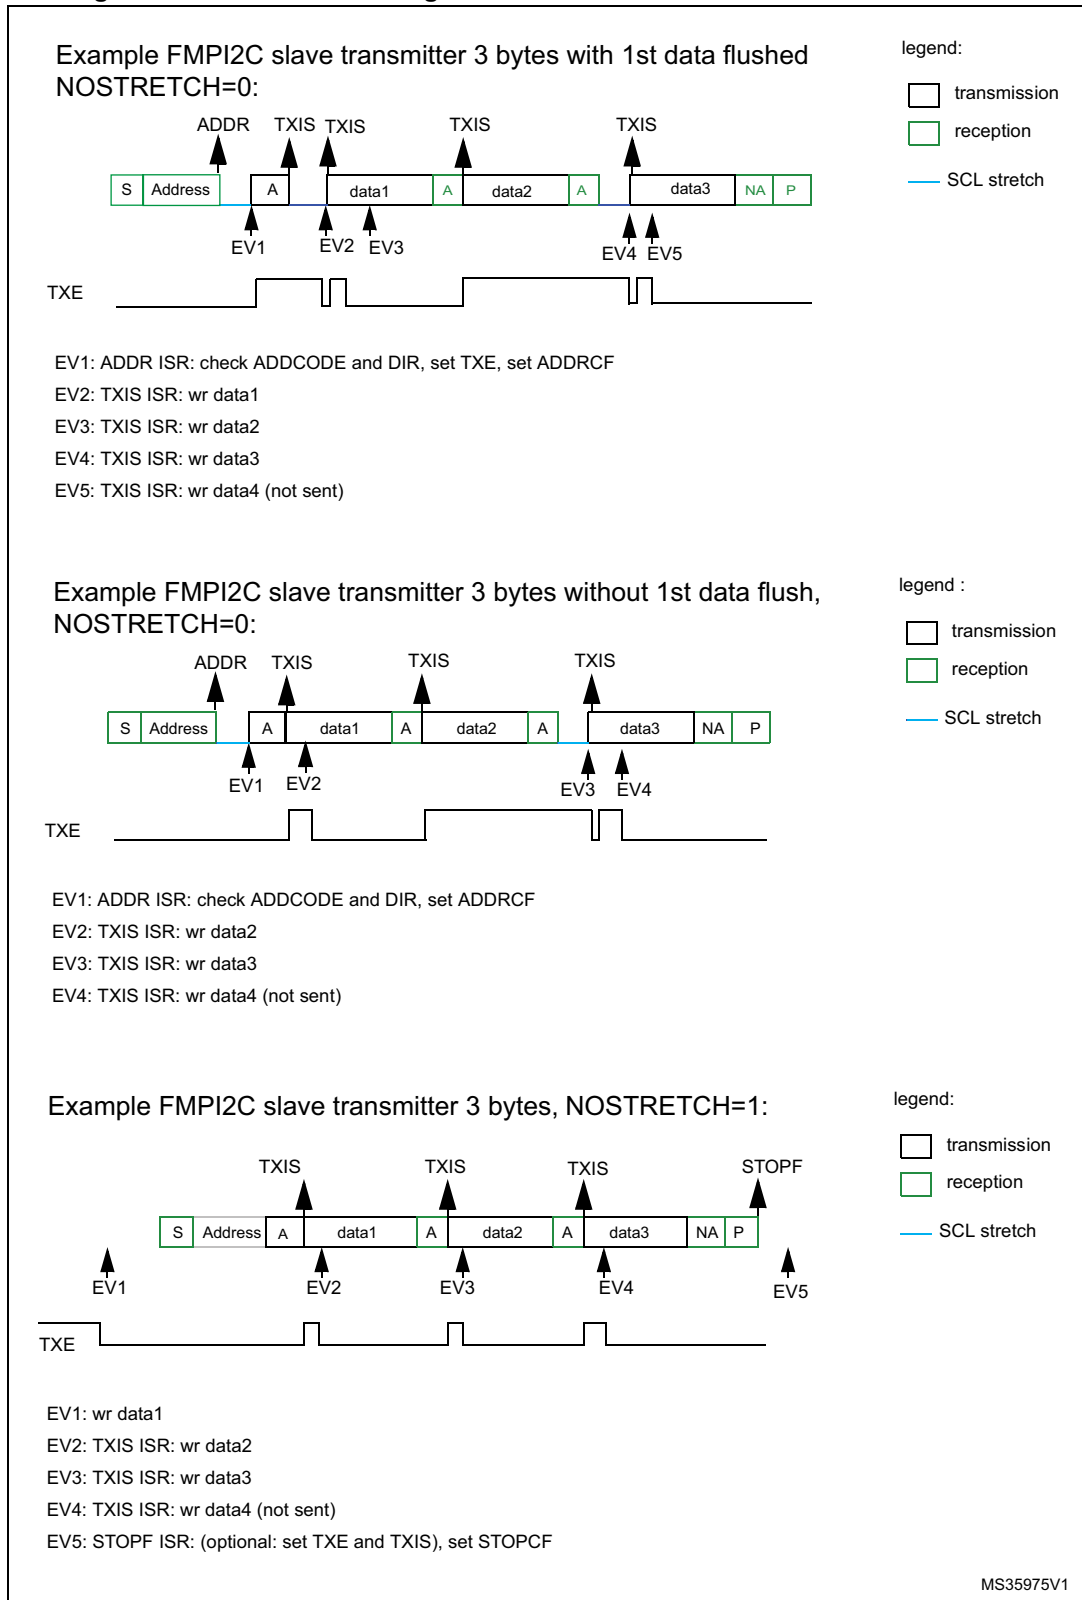 Example FMPI2C slave transmitter 3 bytes with 1st data flushed
NOSTRETCH=0:
legend:
transmission
reception
SCL stretch
ADDR TXIS TXIS TXIS TXIS
S Address A data1 A data2 A data3 NA P
EV1 EV2 EV3 EV4 EV5
TXE
EV1: ADDR ISR: check ADDCODE and DIR, set TXE, set ADDRCF
EV2: TXIS ISR: wr data1
EV3: TXIS ISR: wr data2
EV4: TXIS ISR: wr data3
EV5: TXIS ISR: wr data4 (not sent)
Example FMPI2C slave transmitter 3 bytes without 1st data flush,
NOSTRETCH=0:
legend :
transmission
reception
SCL stretch
ADDR TXIS TXIS TXIS
S Address A data1 A data2 A data3 NA P
EV1 EV2 EV3 EV4
TXE
EV1: ADDR ISR: check ADDCODE and DIR, set ADDRCF
EV2: TXIS ISR: wr data2
EV3: TXIS ISR: wr data3
EV4: TXIS ISR: wr data4 (not sent)
Example FMPI2C slave transmitter 3 bytes, NOSTRETCH=1:
legend:
transmission
reception
SCL stretch
TXIS TXIS TXIS STOPF
S Address A data1 A data2 A data3 NA P
EV1 EV2 EV3 EV4 EV5
TXE
EV1: wr data1
EV2: TXIS ISR: wr data2
EV3: TXIS ISR: wr data3
EV4: TXIS ISR: wr data4 (not sent)
EV5: STOPF ISR: (optional: set TXE and TXIS), set STOPCF
MS35975V1